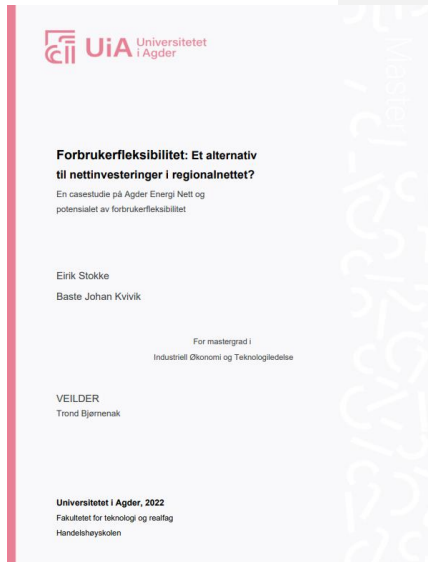 UiA Universitetet
i Agder
Master
Forbrukerfleksibilitet: Et alternativ
til nettinvesteringer i regionalnettet?
En casestudie på Agder Energi Nett og
potensialet av forbrukerfleksibilitet
Eirik Stokke
Baste Johan Kvivik
For mastergrad i
Industriell Økonomi og Teknologiledelse
VEILDER
Trond Bjørnenak
Universitetet i Agder, 2022
Fakultetet for teknologi og realfag
Handelshøyskolen